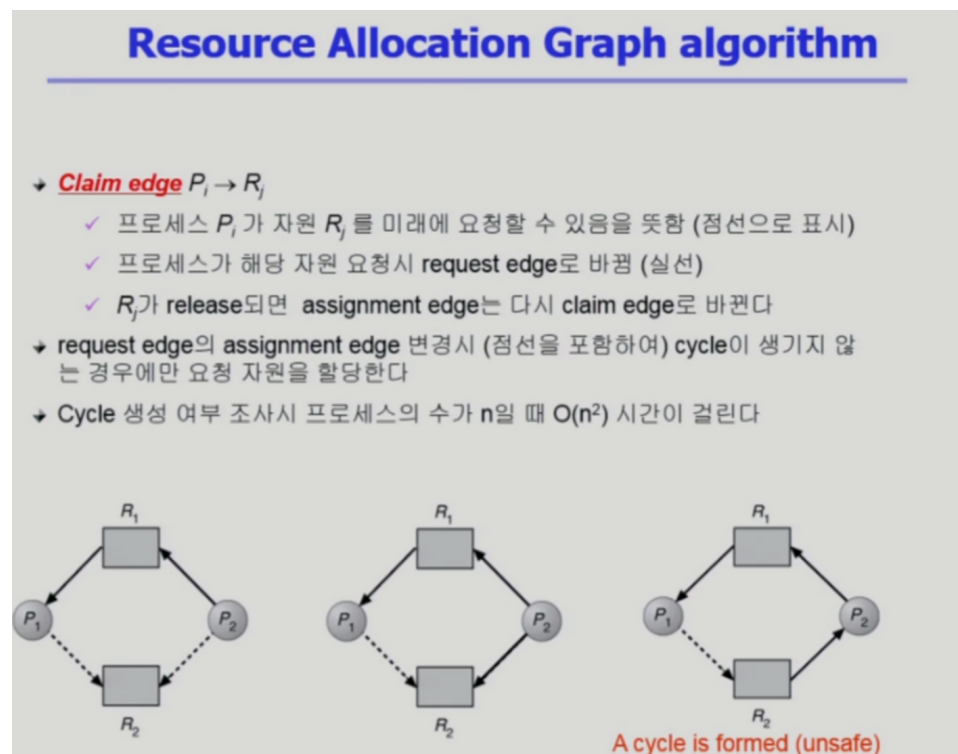 Resource Allocation Graph algorithm
Claim edge Pᵢ → Rⱼ
프로세스 Pᵢ 가 자원 Rⱼ 를 미래에 요청할 수 있음을 뜻함 (점선으로 표시)
프로세스가 해당 자원 요청시 request edge로 바뀜 (실선)
Rⱼ가 release되면 assignment edge는 다시 claim edge로 바뀐다
request edge의 assignment edge 변경시 (점선을 포함하여) cycle이 생기지 않
는 경우에만 요청 자원을 할당한다
Cycle 생성 여부 조사시 프로세스의 수가 n일 때 O(n²) 시간이 걸린다
R₁
P₁
P₂
R₂
R₁
P₁
P₂
R₂
R₁
P₁
P₂
R₂
A cycle is formed (unsafe)